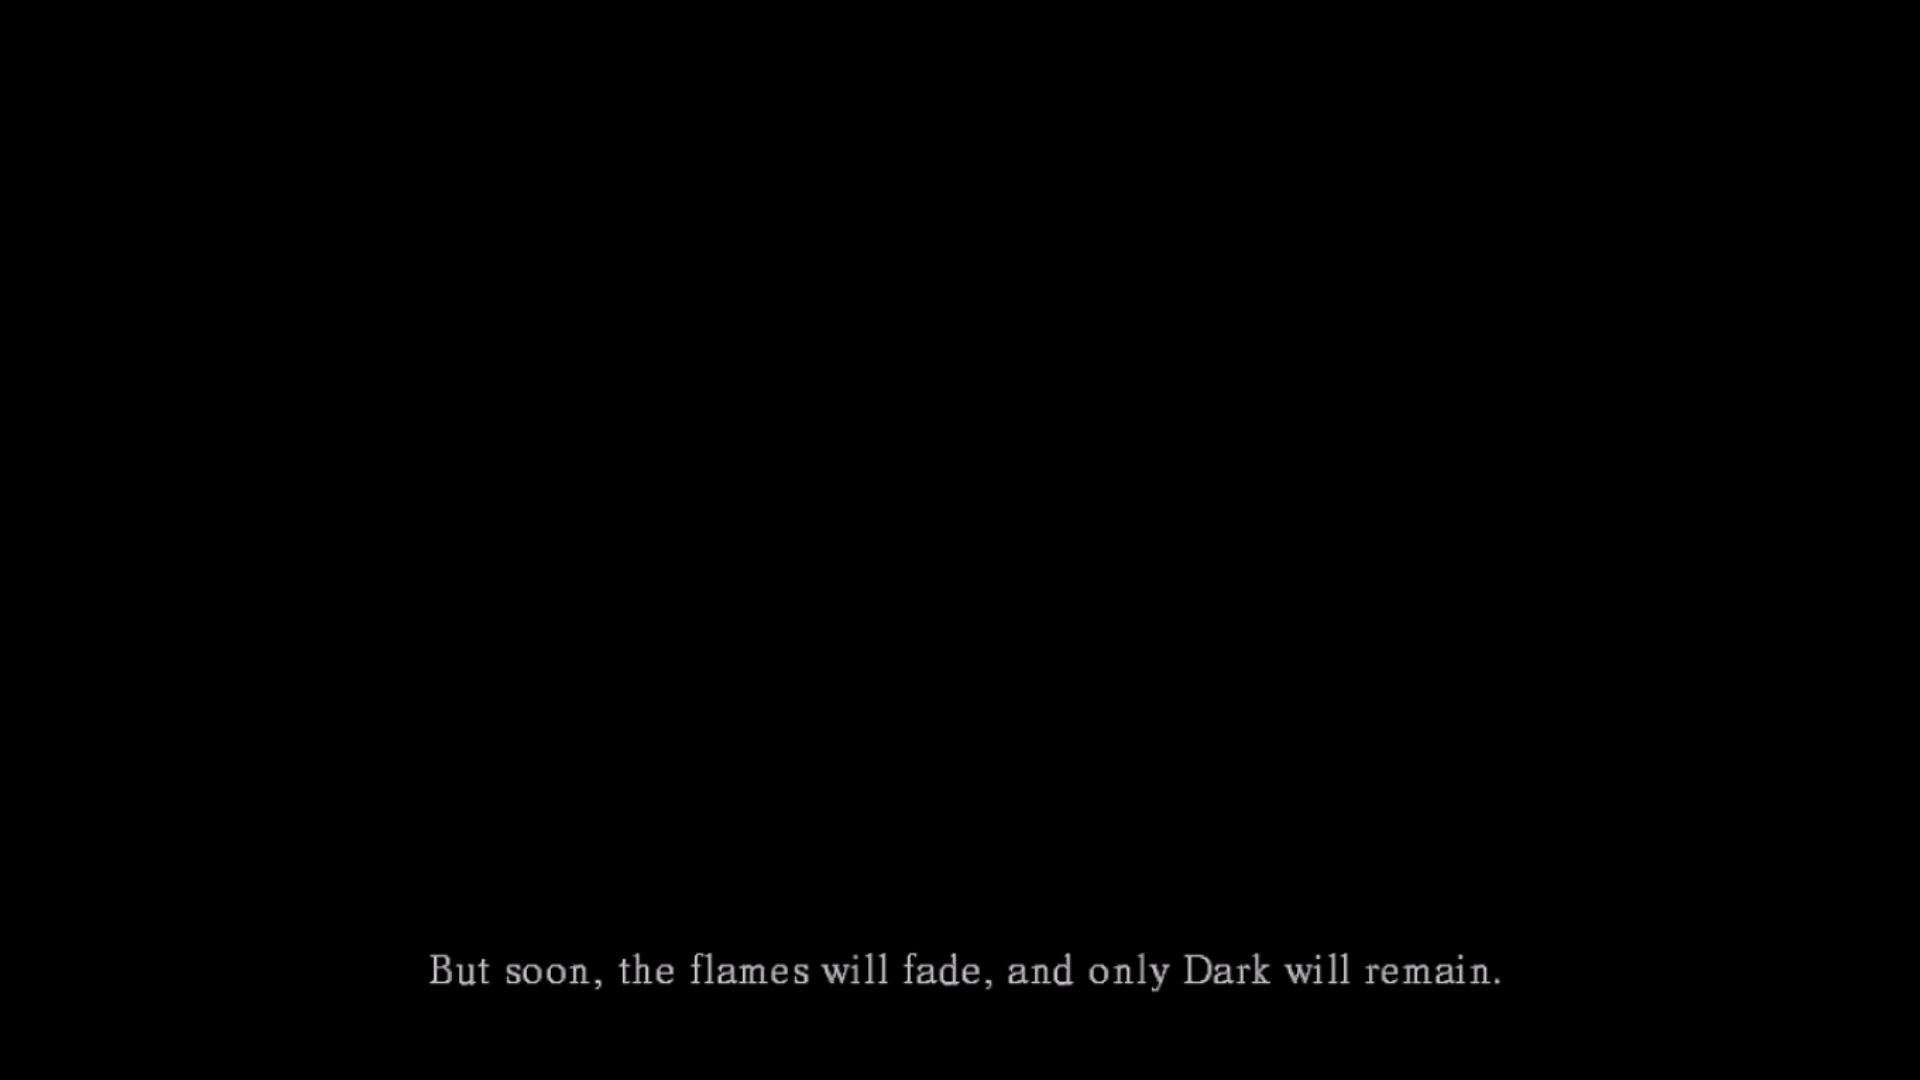 But soon, the flames will fade, and only Dark will remain.